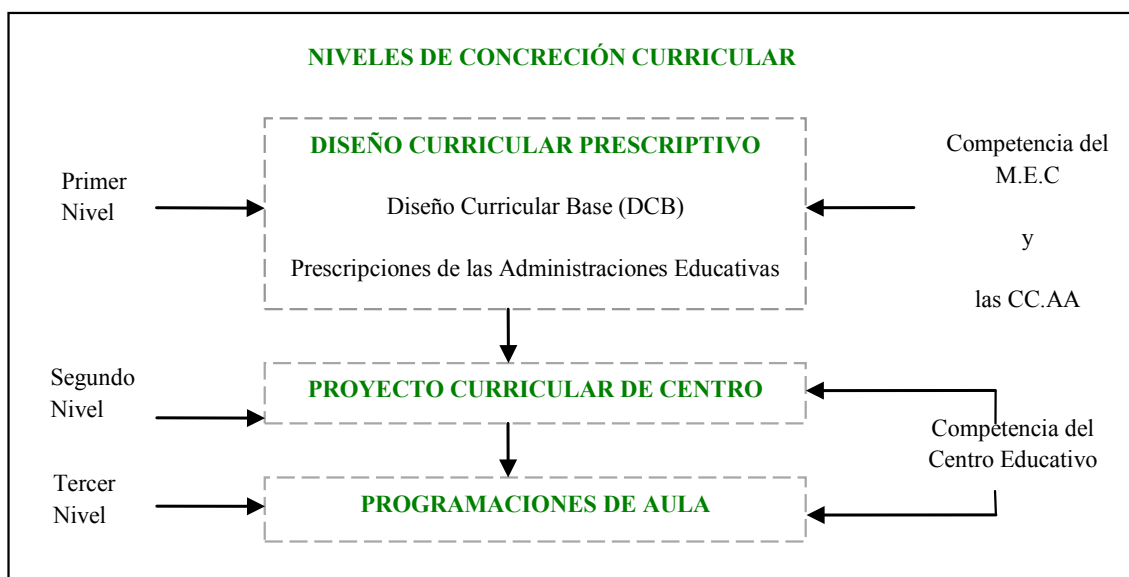 NIVELES DE CONCRECIÓN CURRICULAR
DISEÑO CURRICULAR PRESCRIPTIVO
Primer
Nivel
Diseño Curricular Base (DCB)
Prescripciones de las Administraciones Educativas
Competencia del
M.E.C
y
las CC.AA
Segundo
Nivel
PROYECTO CURRICULAR DE CENTRO
Competencia del
Centro Educativo
Tercer
Nivel
PROGRAMACIONES DE AULA